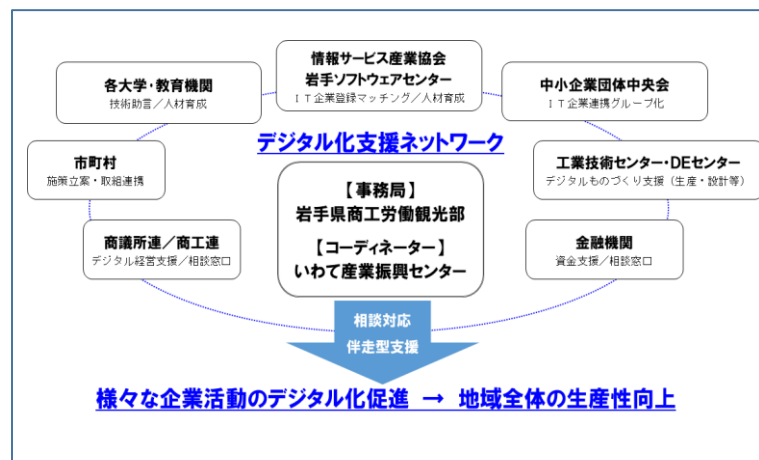 情報サービス産業協会
岩手ソフトウェアセンター
ＩＴ企業登録マッチング／人材育成
各大学・教育機関
技術助言／人材育成
中小企業団体中央会
ＩＴ企業連携グループ化
デジタル化支援ネットワーク
市町村
施策立案・取組連携
工業技術センター・DEセンター
デジタルものづくり支援（生産・設計等）
【事務局】
岩手県商工労働観光部
【コーディネーター】
いわて産業振興センター
商議所連／商工連
デジタル経営支援／相談窓口
金融機関
資金支援／相談窓口
相談対応
伴走型支援
様々な企業活動のデジタル化促進 → 地域全体の生産性向上